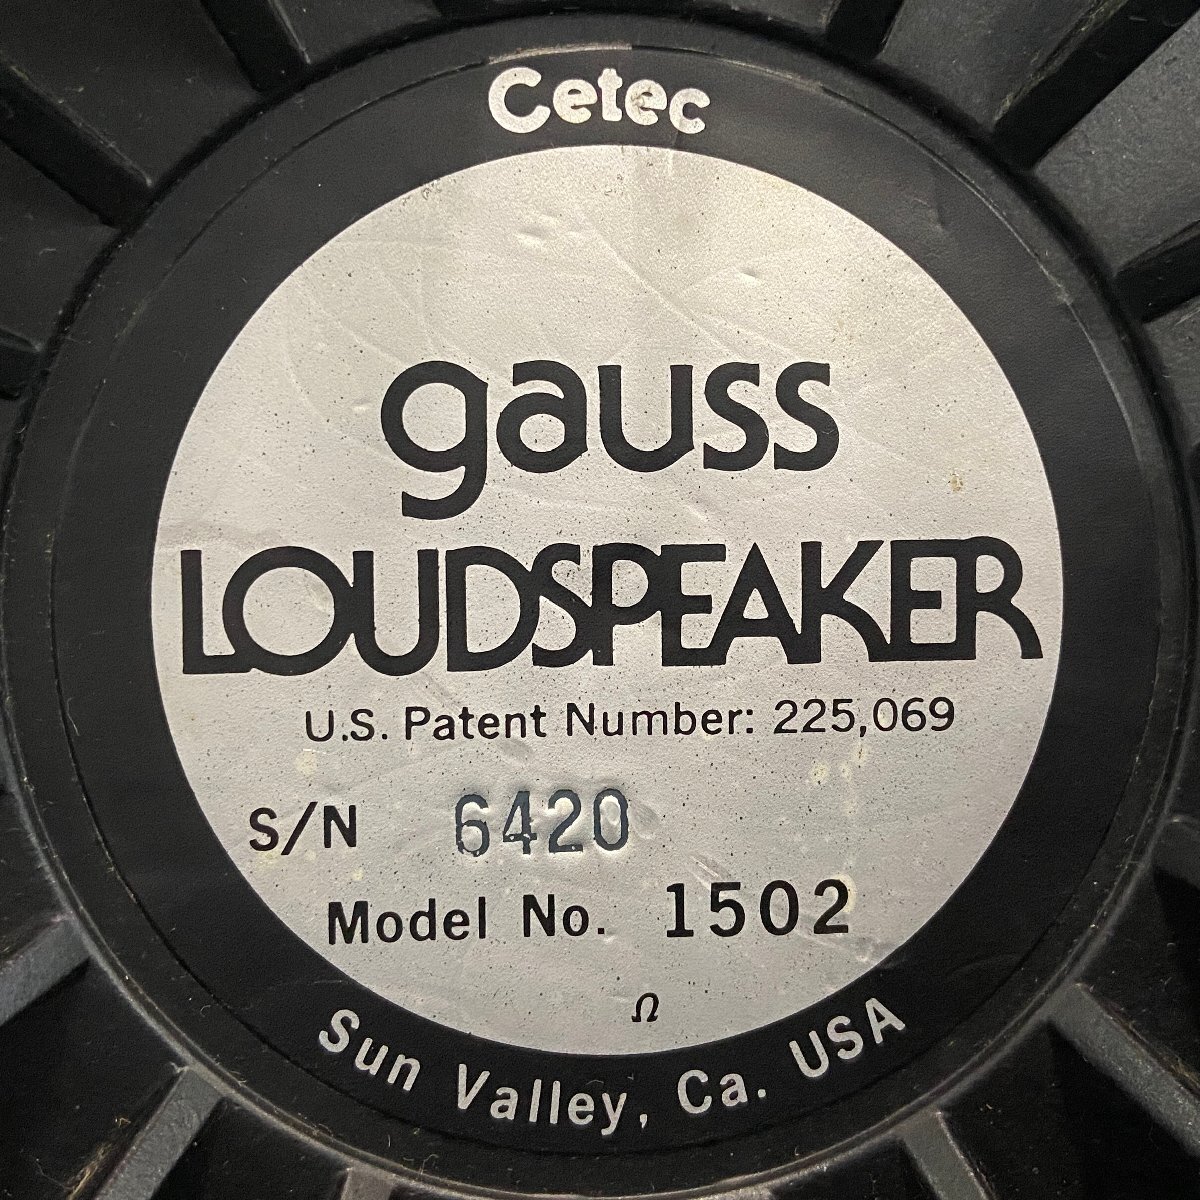 Cetec
gauss
LOUDSPEAKER
U.S. Patent Number: 225,069
S/N 6420
Model No. 1502
Ω
Sun Valley, Ca. USA